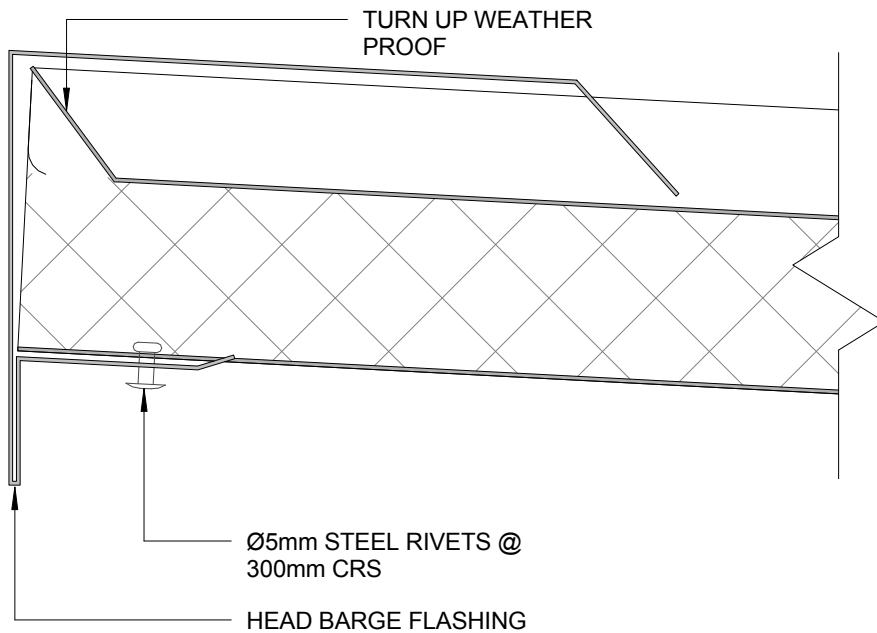 TURN UP WEATHER
PROOF
Ø5mm STEEL RIVETS @
300mm CRS
HEAD BARGE FLASHING